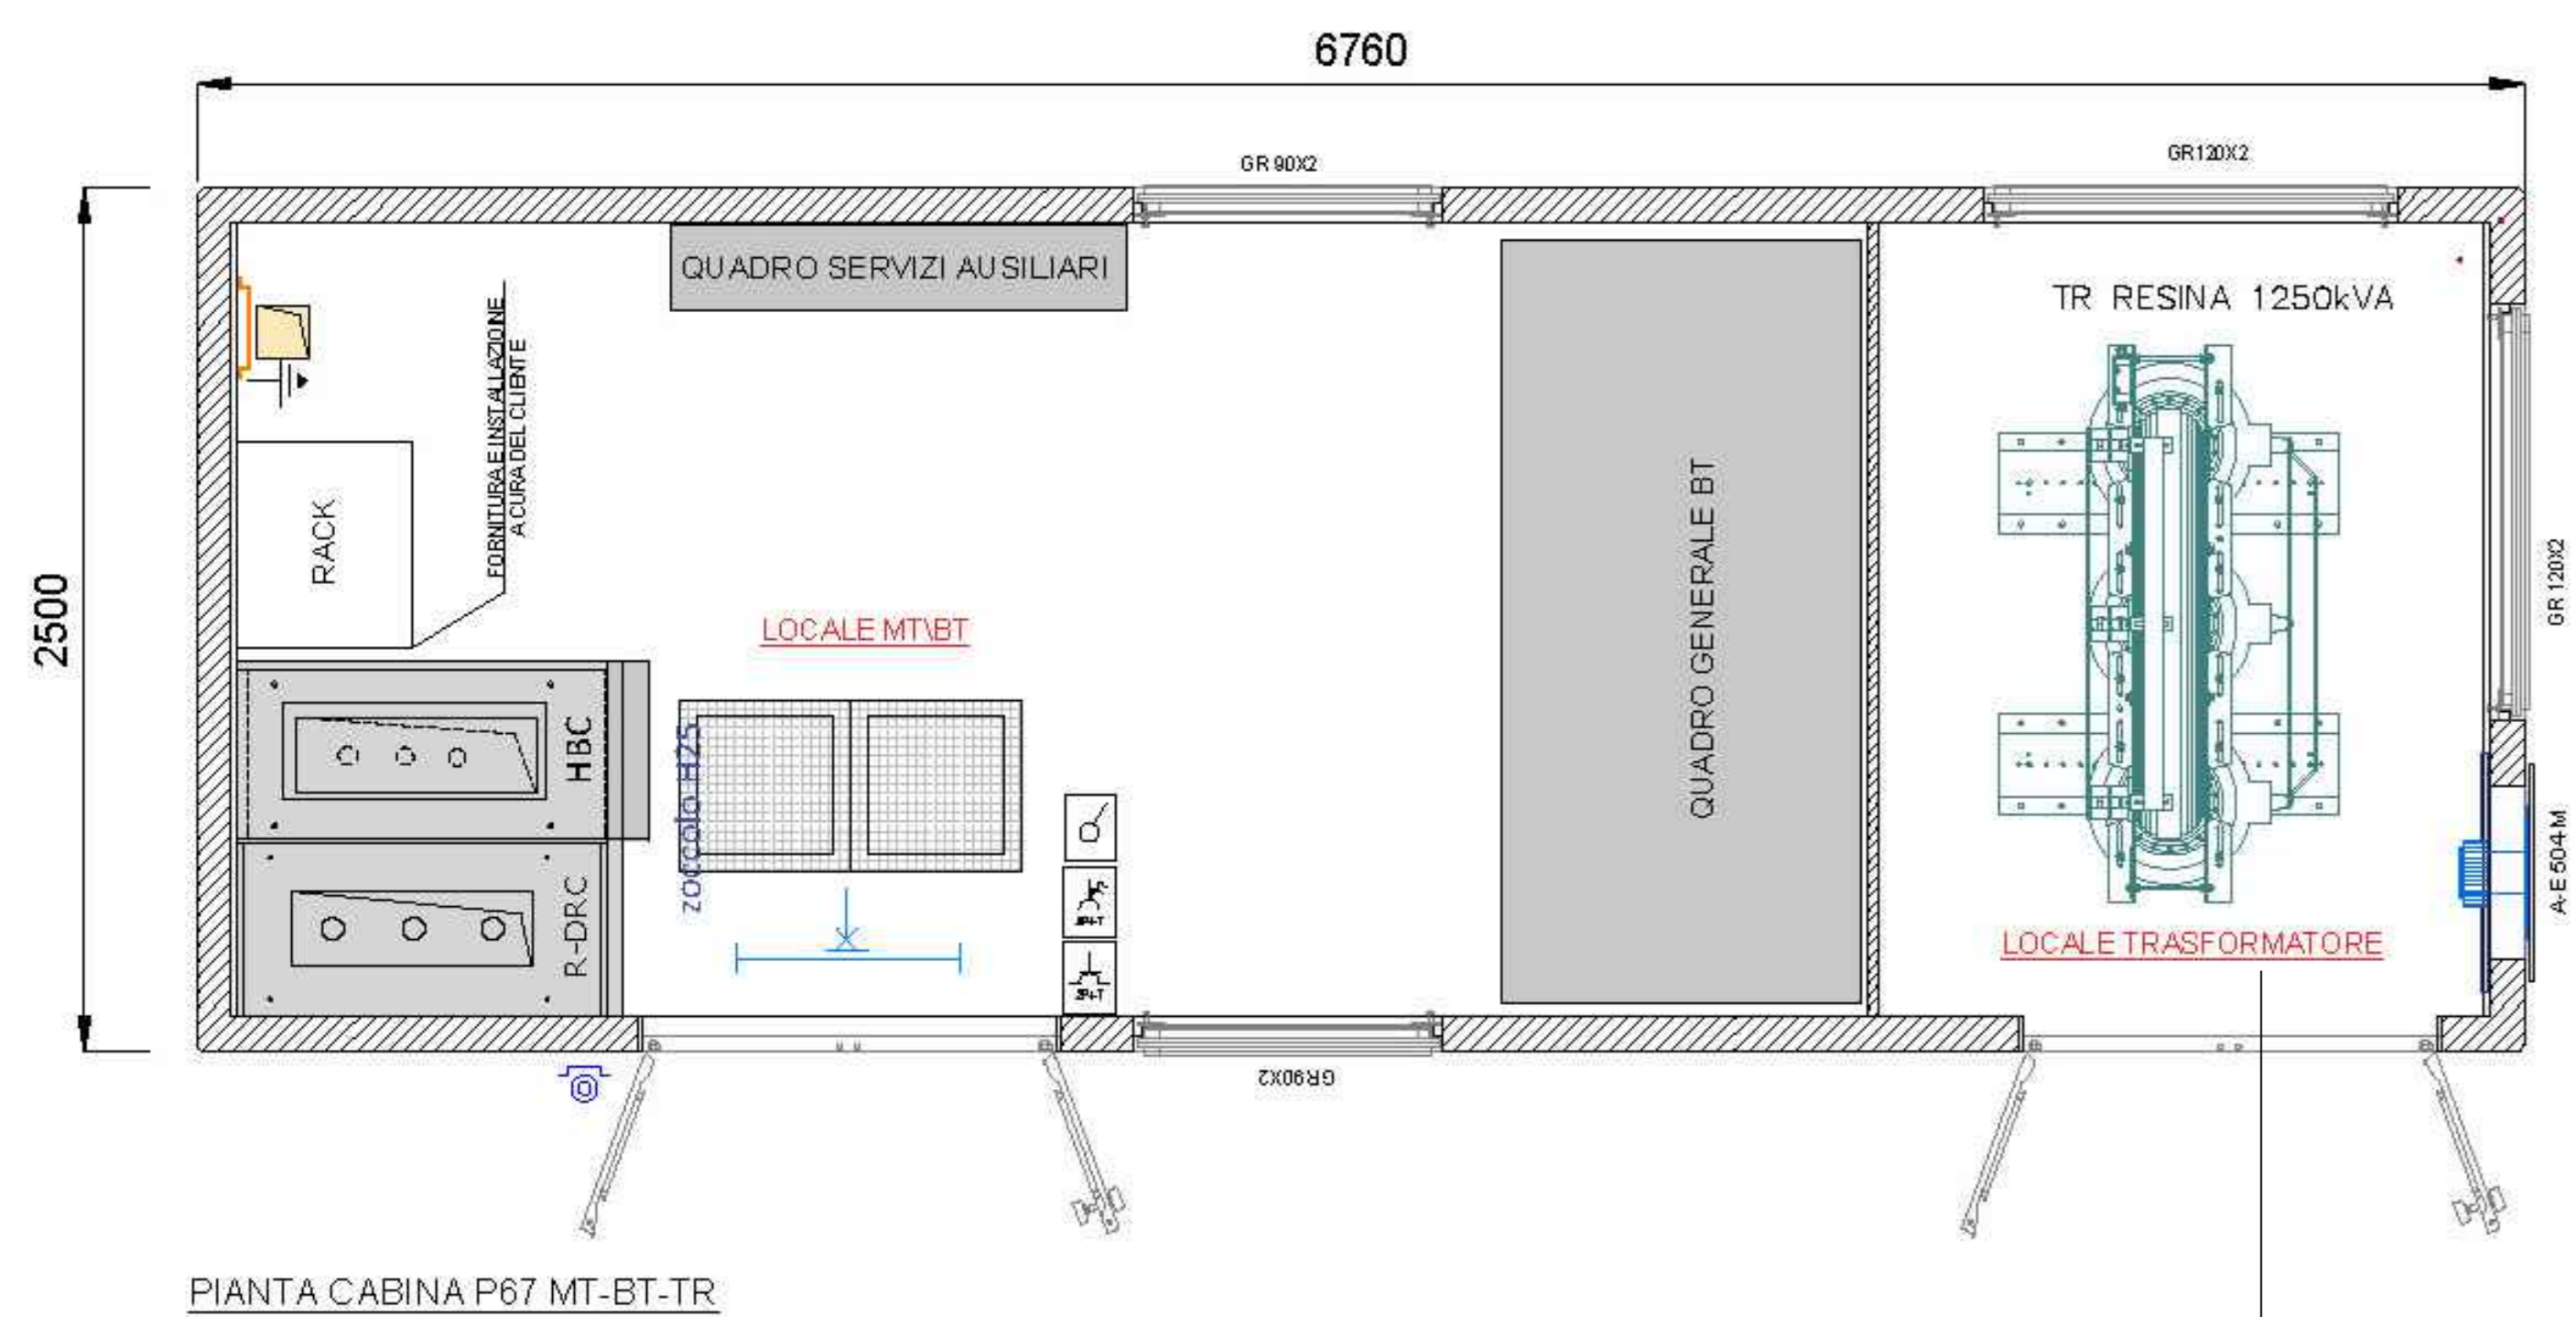 6760
GR 90X2
GR120X2
QUADRO SERVIZI AUSILIARI
TR RESINA 1250kVA
FORNITURA E INSTALLAZIONE
A CURA DEL CLIENTE
RACK
2500
LOCALE MT\BT
QUADRO GENERALE BT
GR 120X2
HBC
zoccolo H25
R-DRC
2P+T
2P+T
LOCALE TRASFORMATORE
A-E 504 M
GR90X2
PIANTA CABINA P67 MT-BT-TR